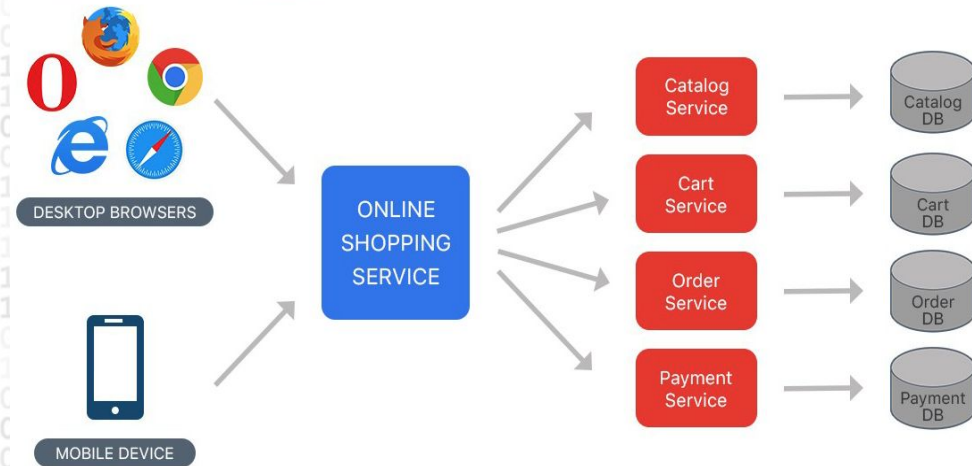 DESKTOP BROWSERS
MOBILE DEVICE
ONLINE
SHOPPING
SERVICE
Catalog
Service
Cart
Service
Order
Service
Payment
Service
Catalog
DB
Cart
DB
Order
DB
Payment
DB